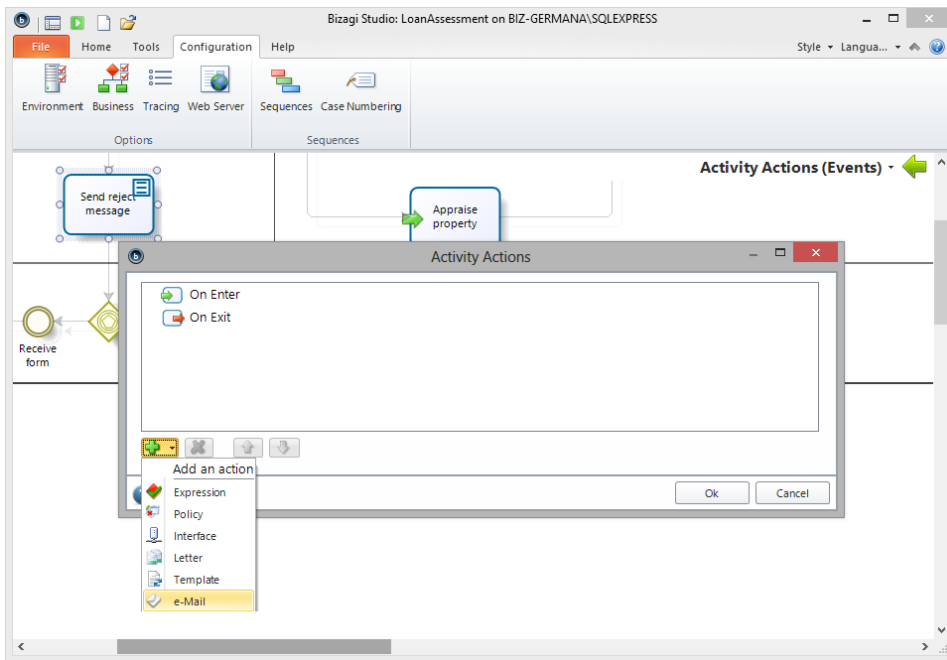 Bizagi Studio: LoanAssessment on BIZ-GERMANA\SQLEXPRESS
File Home Tools Configuration Help Style Langua...
Environment Business Tracing Web Server Sequences Case Numbering
Options Sequences
Activity Actions (Events)
Send reject
message
Appraise
property
Activity Actions
On Enter
On Exit
Receive
form
Add an action
Expression
Ok Cancel
Policy
Interface
Letter
Template
e-Mail